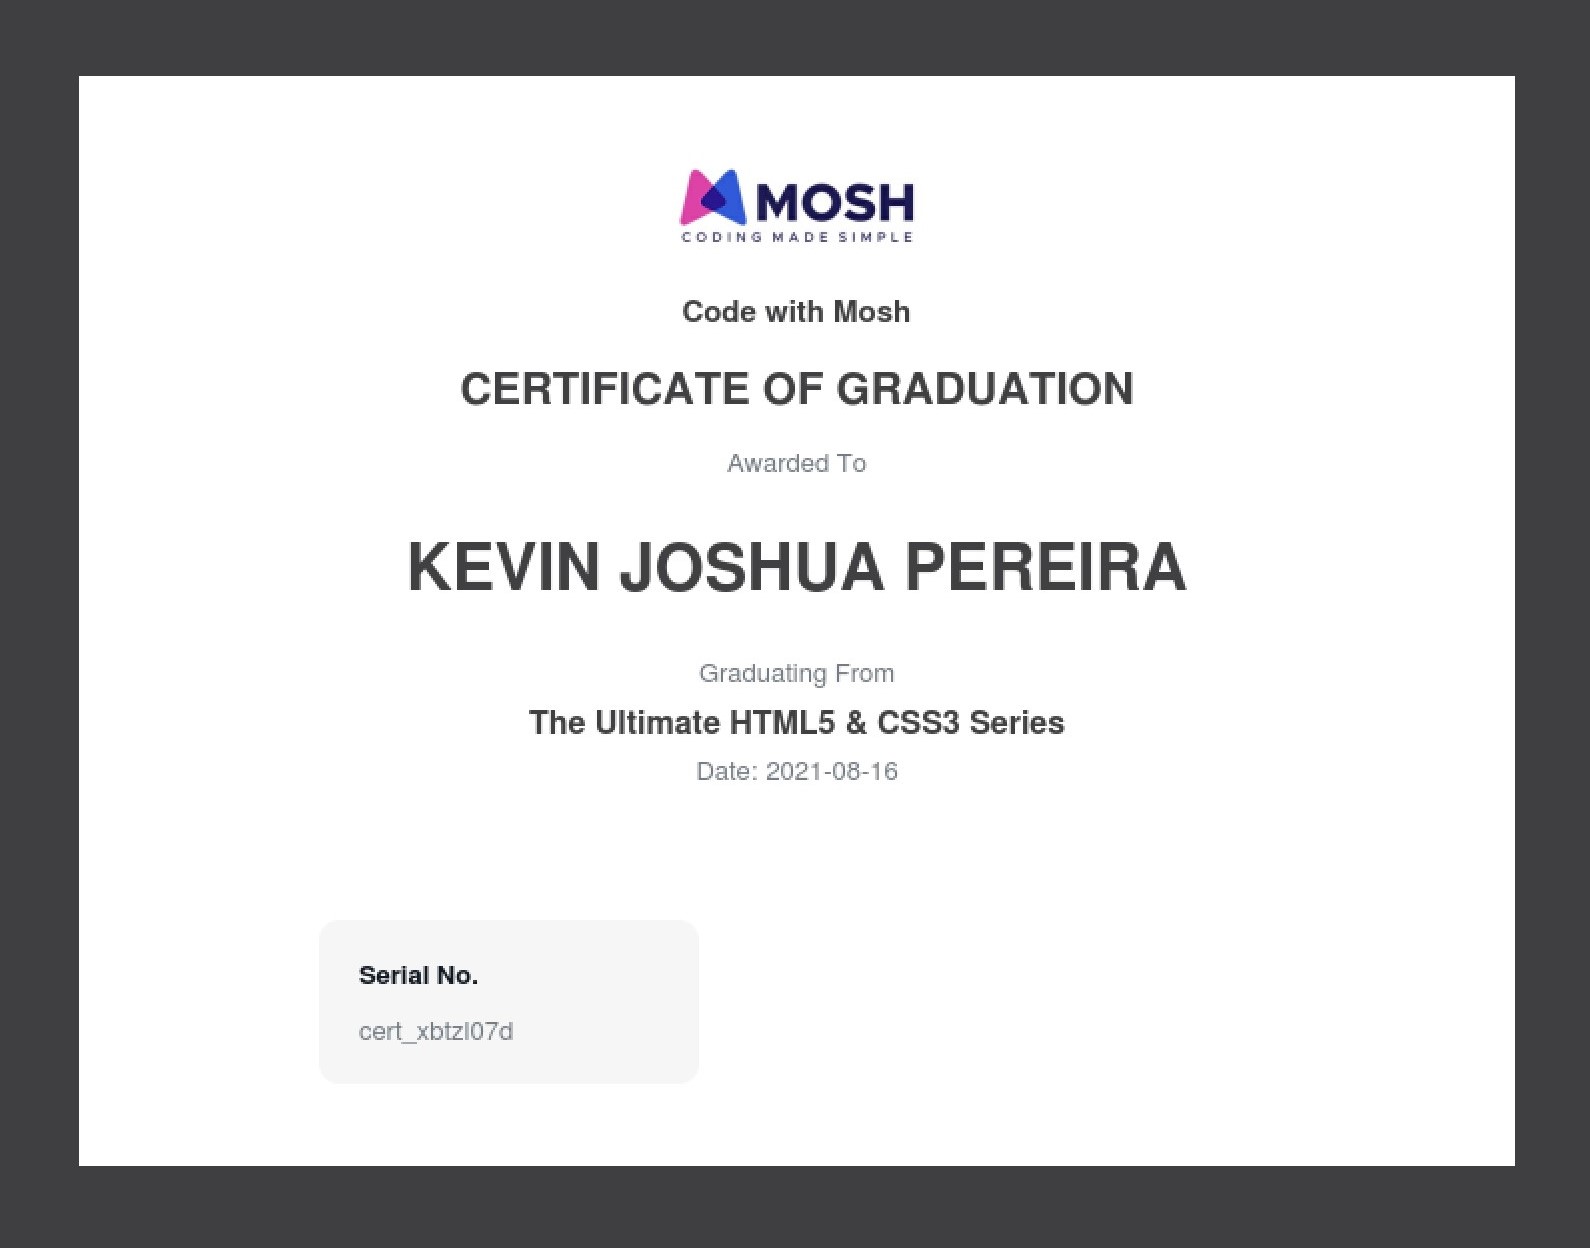 MOSH
CODING MADE SIMPLE
Code with Mosh
CERTIFICATE OF GRADUATION
Awarded To
KEVIN JOSHUA PEREIRA
Graduating From
The Ultimate HTML5 & CSS3 Series
Date: 2021-08-16
Serial No.
cert_xbtzl07d